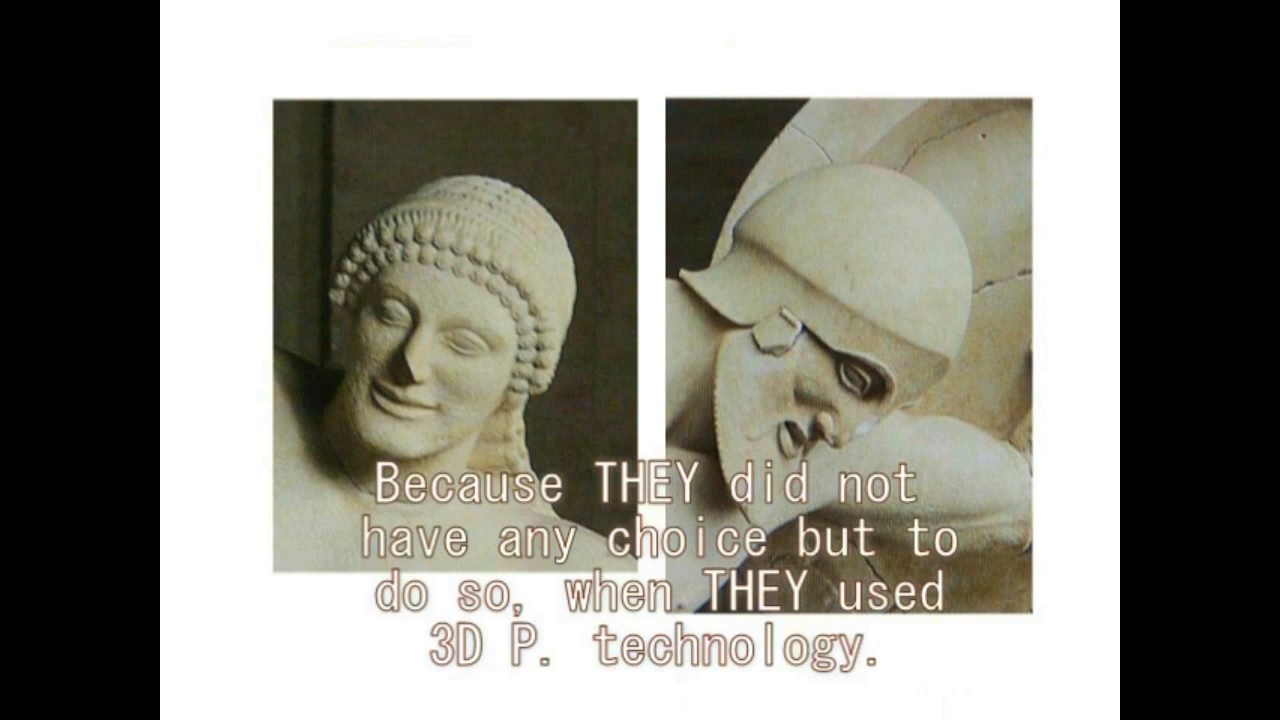 Because THEY did not
have any choice but to
do so, when THEY used
3D P. technology.